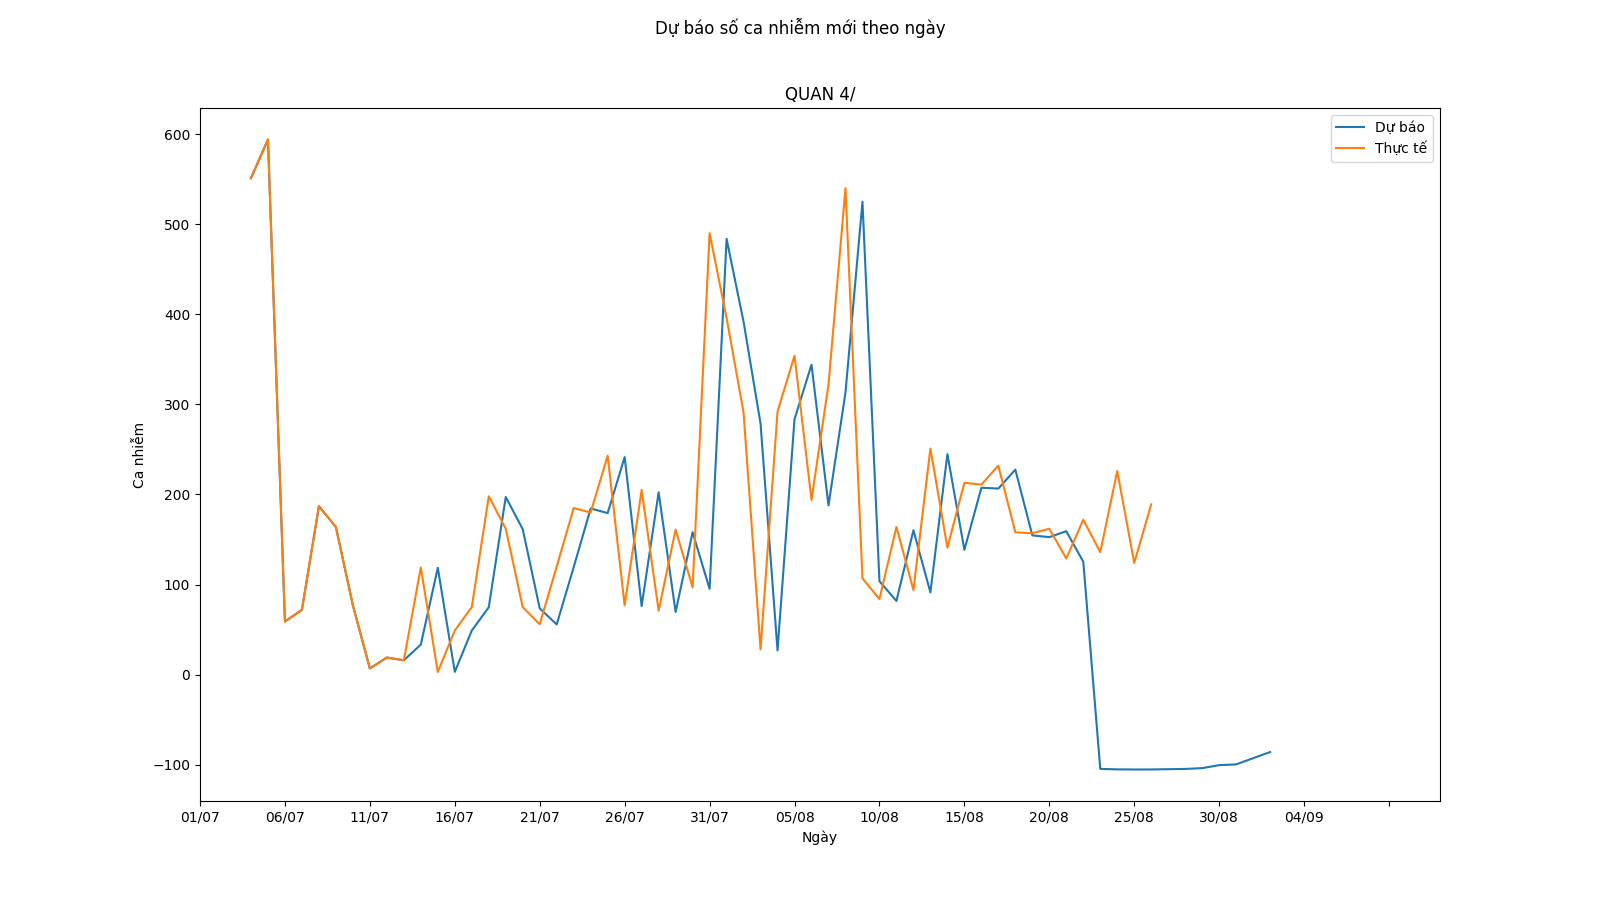 Dự báo số ca nhiễm mới theo ngày
QUAN 4/
Dự báo
Thực tế
600
500
400
300
200
100
0
−100
Ca nhiễm
01/07 06/07 11/07 16/07 21/07 26/07 31/07 05/08 10/08 15/08 20/08 25/08 30/08 04/09
Ngày